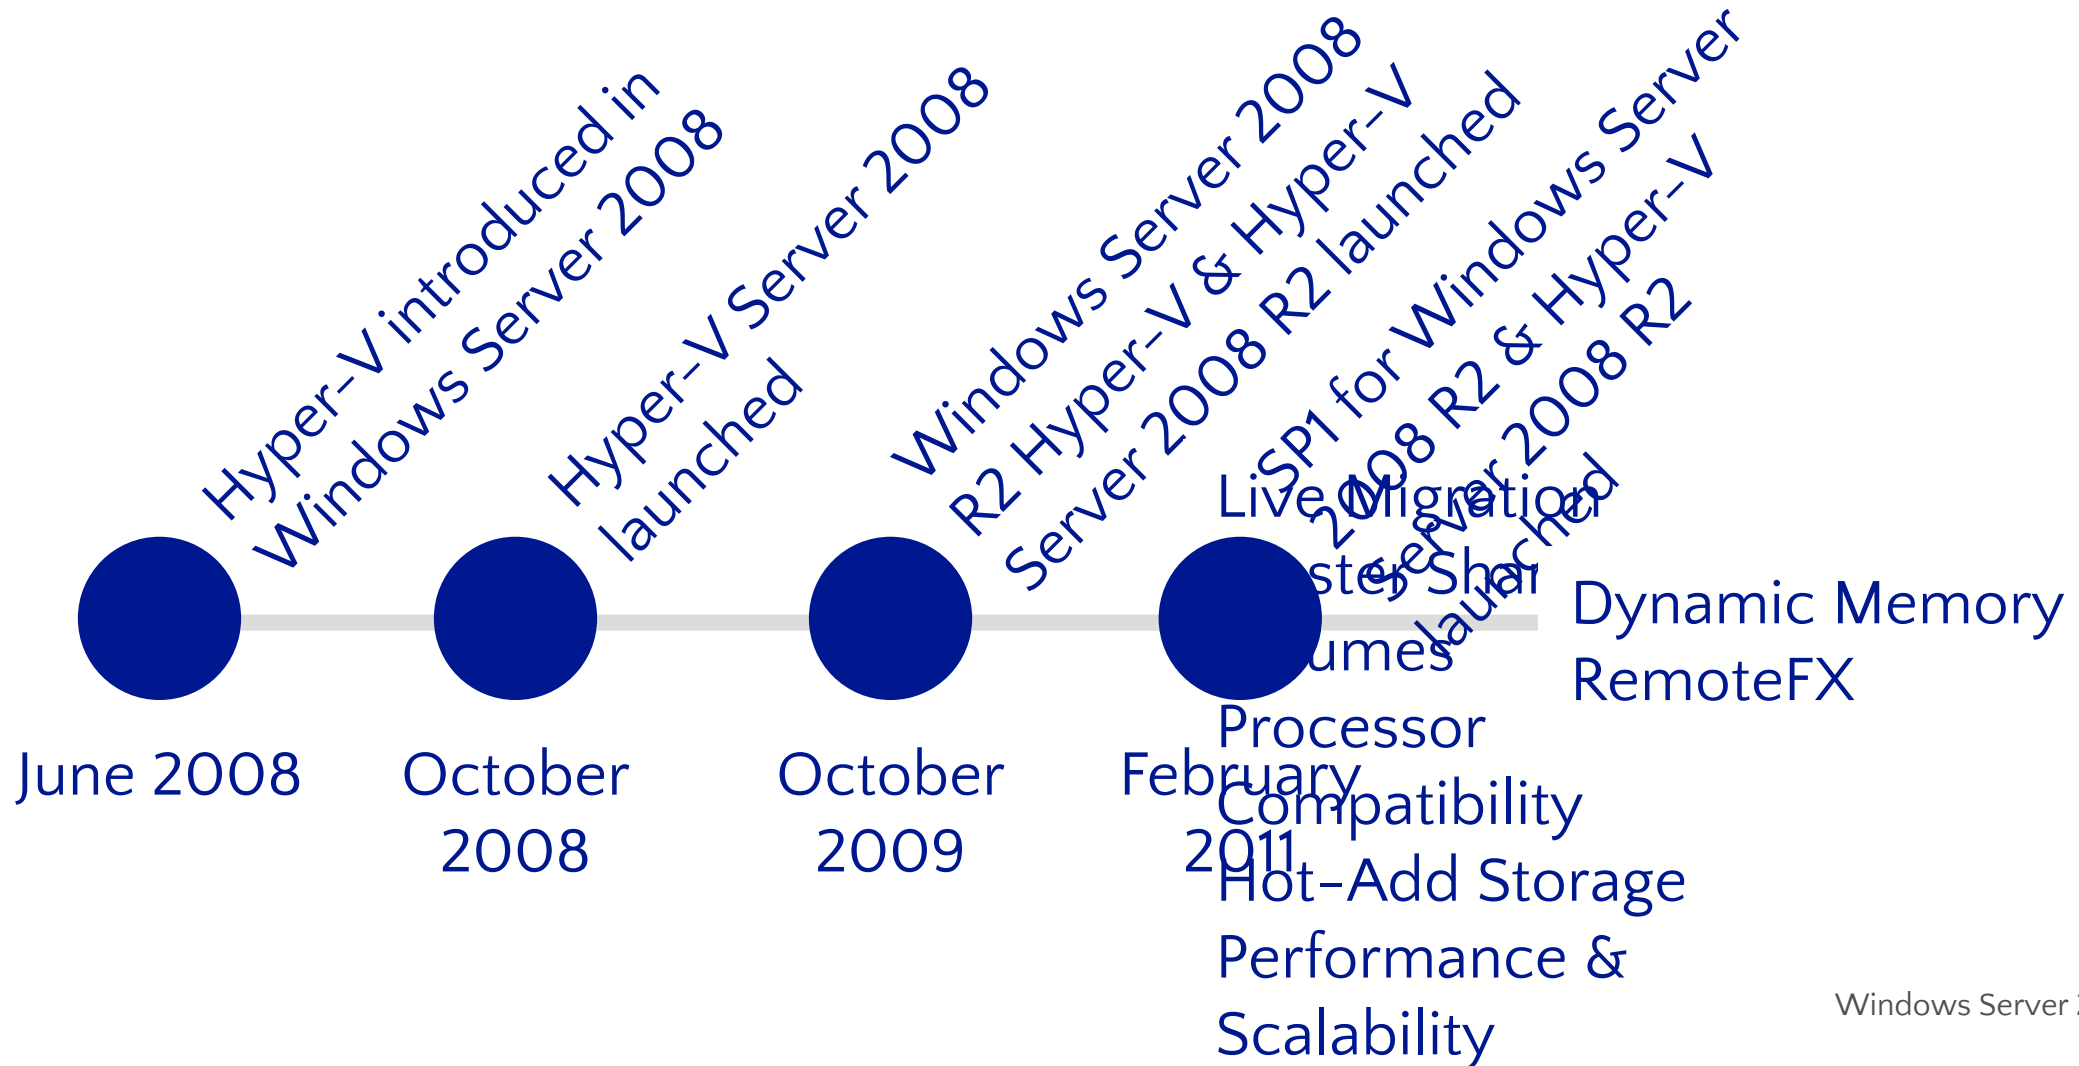 Hyper-V introduced in
Windows Server 2008
Hyper-V Server 2008
launched
Windows Server 2008
R2 Hyper-V & Hyper-V
Server 2008 R2 launched
SP1 for Windows Server
2008 R2 & Hyper-V
Server 2008 R2
launched
Live Migration
Processor
Compatibility
Hot-Add Storage
Performance &
Scalability
Dynamic Memory
RemoteFX
June 2008
October
2008
October
2009
February
2011
Windows Server